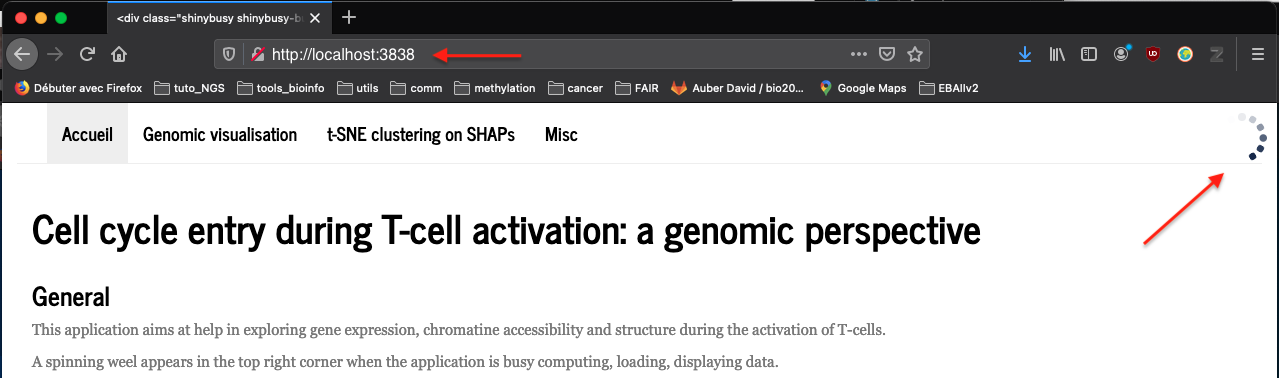 <div class="shinybusy shinybusy-b
http://localhost:3838
Débuter avec Firefox tuto_NGS tools_bioinfo utils comm methylation cancer FAIR Auber David / bio20... Google Maps EBAIIv2
Accueil Genomic visualisation t-SNE clustering on SHAPs Misc
Cell cycle entry during T-cell activation: a genomic perspective
General
This application aims at help in exploring gene expression, chromatine accessibility and structure during the activation of T-cells.
A spinning weel appears in the top right corner when the application is busy computing, loading, displaying data.